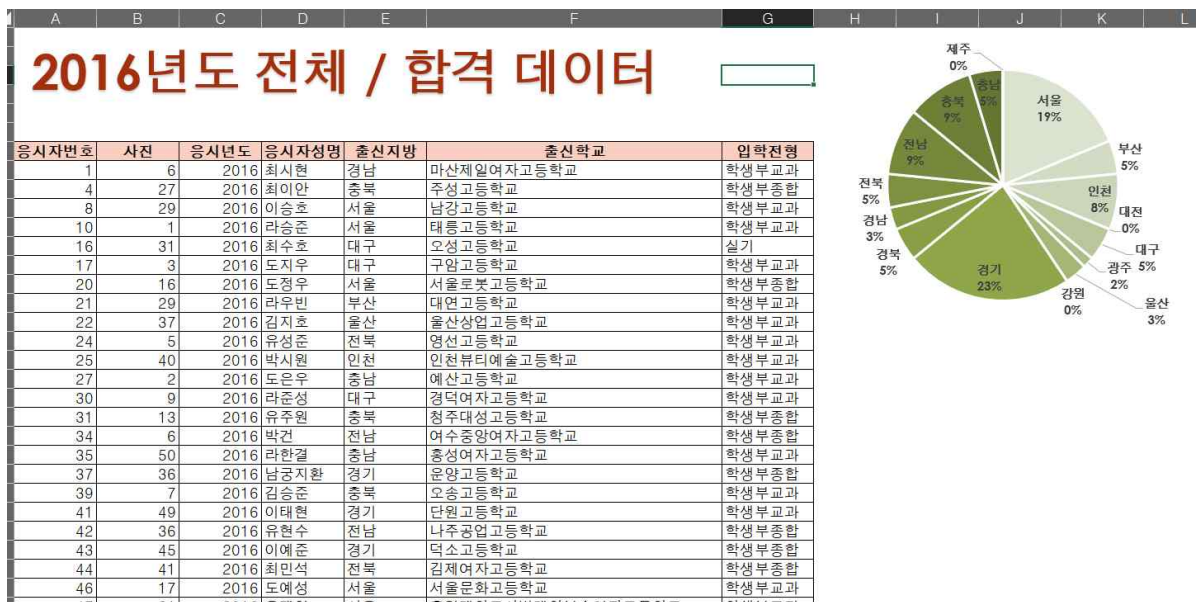 A B C D E F G H I J K L
2016년도 전체 / 합격 데이터
응시자번호 사진 응시년도 응시자성명 출신지방 출신학교 입학전형
1 6 2016 최시현 경남 마산제일여자고등학교 학생부교과
4 27 2016 최이안 충북 주성고등학교 학생부종합
8 29 2016 이승호 서울 남강고등학교 학생부교과
10 1 2016 라승준 서울 태릉고등학교 학생부교과
16 31 2016 최수호 대구 오성고등학교 실기
17 3 2016 도지우 대구 구암고등학교 학생부교과
20 16 2016 도정우 서울 서울로봇고등학교 학생부종합
21 29 2016 라우빈 부산 대연고등학교 학생부교과
22 37 2016 김지호 울산 울산상업고등학교 학생부교과
24 5 2016 유성준 전북 영선고등학교 학생부교과
25 40 2016 박시원 인천 인천뷰티예술고등학교 학생부교과
27 2 2016 도은우 충남 예산고등학교 학생부교과
30 9 2016 라준성 대구 경덕여자고등학교 학생부교과
31 13 2016 유주원 충북 청주대성고등학교 학생부종합
34 6 2016 박건 전남 여수중앙여자고등학교 학생부종합
35 50 2016 라한결 충남 홍성여자고등학교 학생부교과
37 36 2016 남궁지환 경기 운양고등학교 학생부종합
39 7 2016 김승준 충북 오송고등학교 학생부교과
41 49 2016 이태현 경기 단원고등학교 학생부교과
42 36 2016 유현수 전남 나주공업고등학교 학생부종합
43 45 2016 이예준 경기 덕소고등학교 학생부종합
44 41 2016 최민석 전북 김제여자고등학교 학생부종합
46 17 2016 도예성 서울 서울문화고등학교 학생부교과
제주
0%
서울
19%
부산
5%
인천
8%
대전
0%
대구
5%
광주
2%
울산
3%
강원
0%
경기
23%
경북
5%
경남
3%
전북
5%
전남
9%
충북
9%
충남
5%